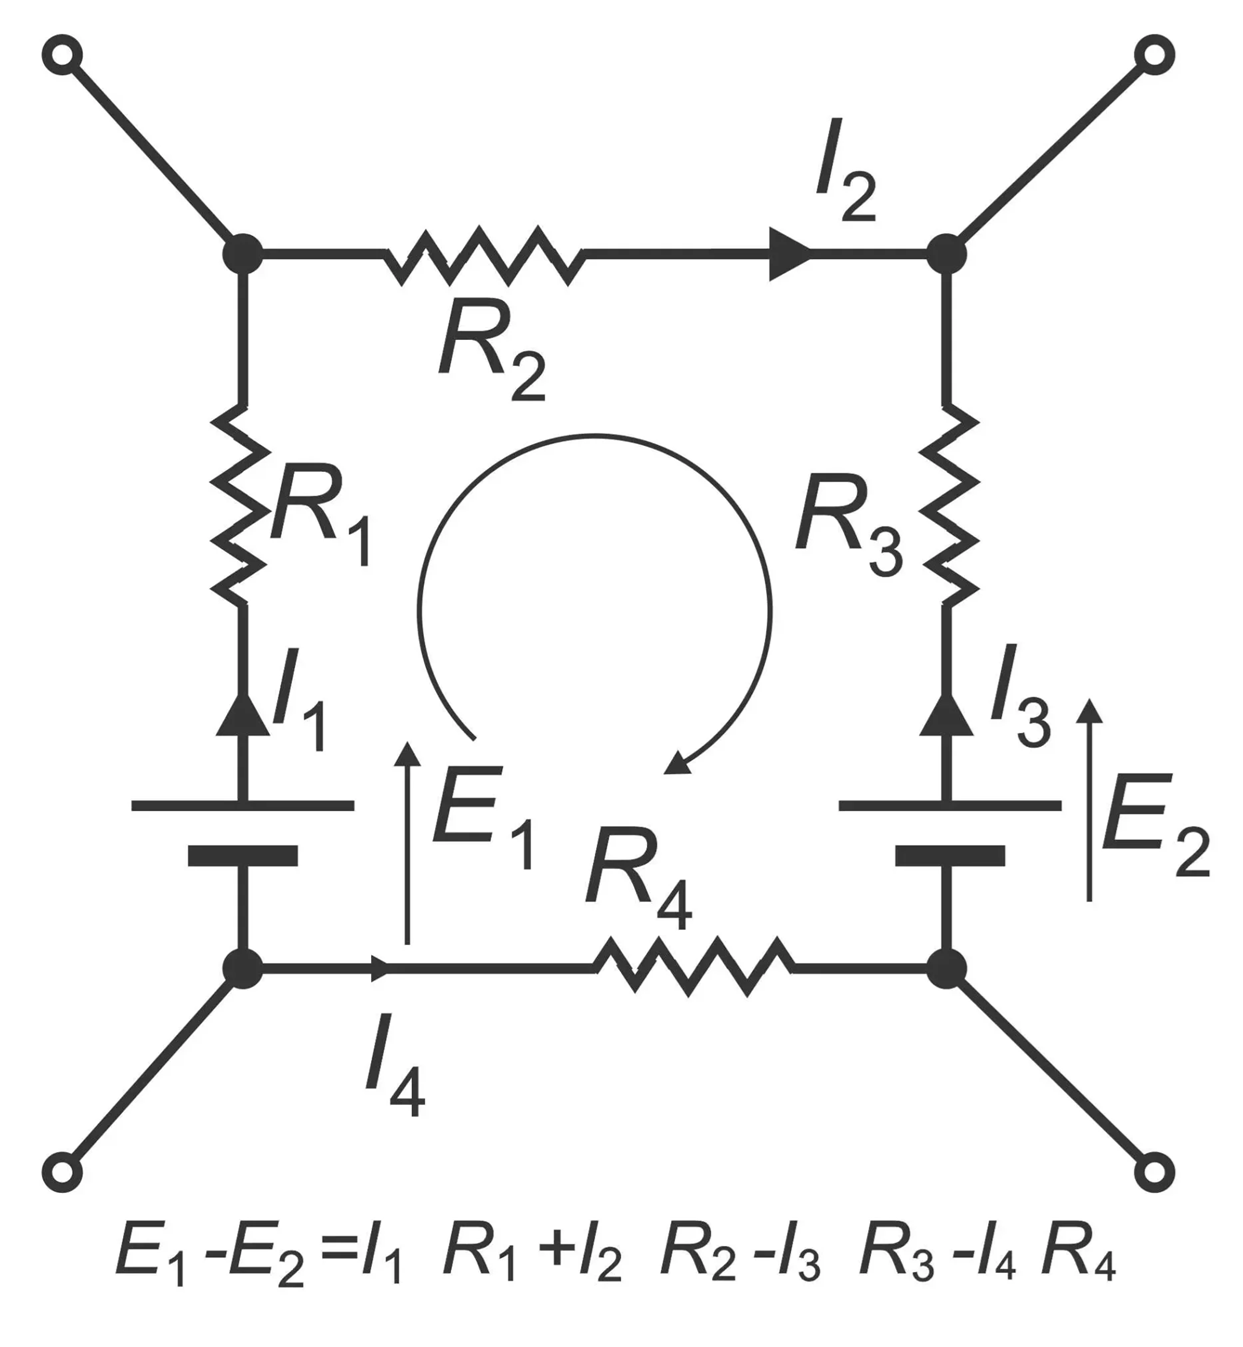 I2
R2
R1
R3
I1
I3
E1
E2
R4
I4
E1 -E2 =I1 R1 +I2 R2 -I3 R3 -I4 R4